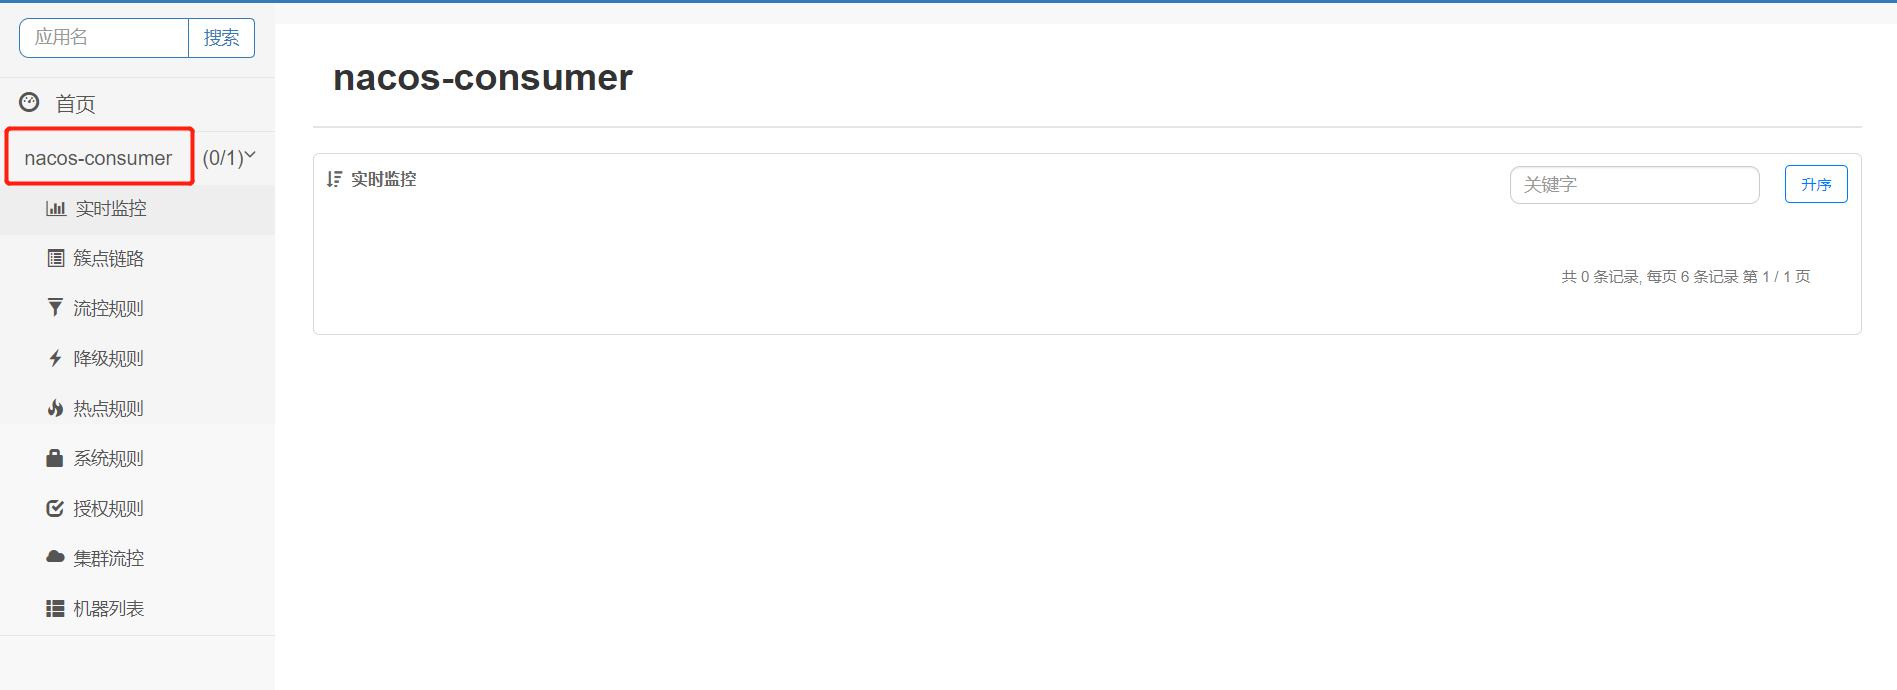 应用名 搜索
首页
nacos-consumer (0/1)
实时监控
簇点链路
流控规则
降级规则
热点规则
系统规则
授权规则
集群流控
机器列表
nacos-consumer
实时监控 关键字 升序
共 0 条记录, 每页 6 条记录 第 1 / 1 页